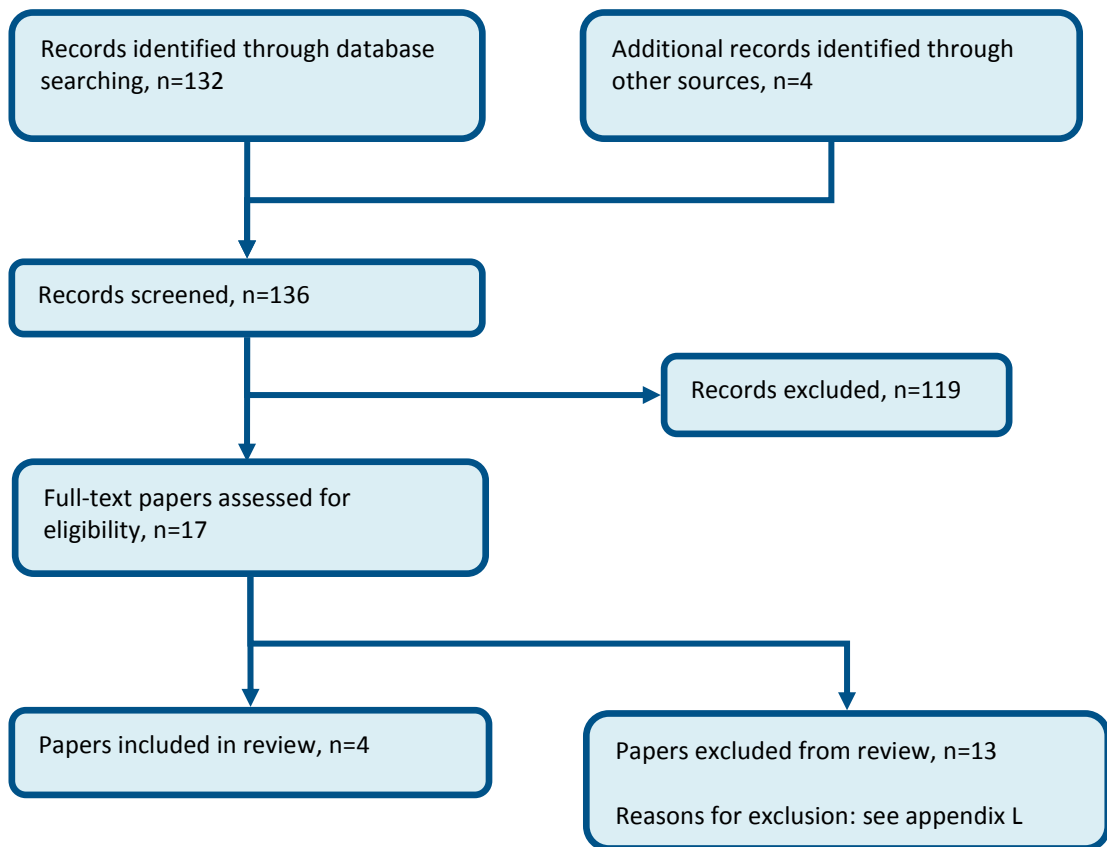 Records identified through database
searching, n=132
Additional records identified through
other sources, n=4
Records screened, n=136
Records excluded, n=119
Full-text papers assessed for
eligibility, n=17
Papers included in review, n=4
Papers excluded from review, n=13
Reasons for exclusion: see appendix L